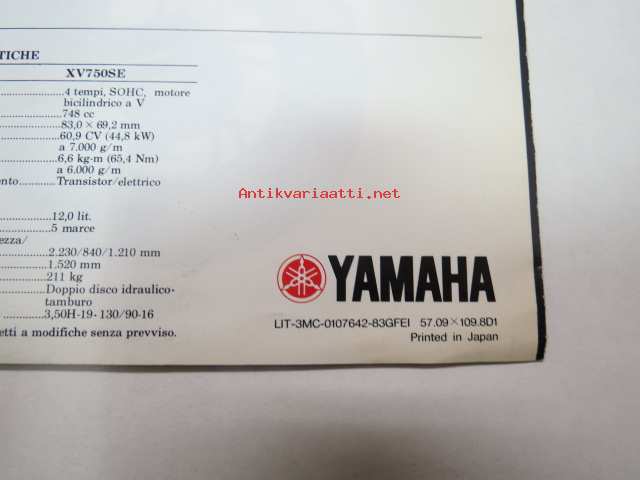 TICHE
XV750SE
4 tempi, SOHC, motore
bicilindrico a V
748 cc
83,0 × 69,2 mm
60,9 CV (44,8 kW)
a 7.000 g/m
6,6 kg-m (65,4 Nm)
a 6.000 g/m
ento............Transistor/elettrico
Antikvariaatti.net
12,0 lit.
5 marce
ezza/
2.230/840/1.210 mm
1.520 mm
211 kg
Doppio disco idraulico-
tamburo
3,50H-19- 130/90-16
etti a modifiche senza prevviso.
YAMAHA
LIT-3MC-0107642-83GFEI 57.09×109.8D1
Printed in Japan